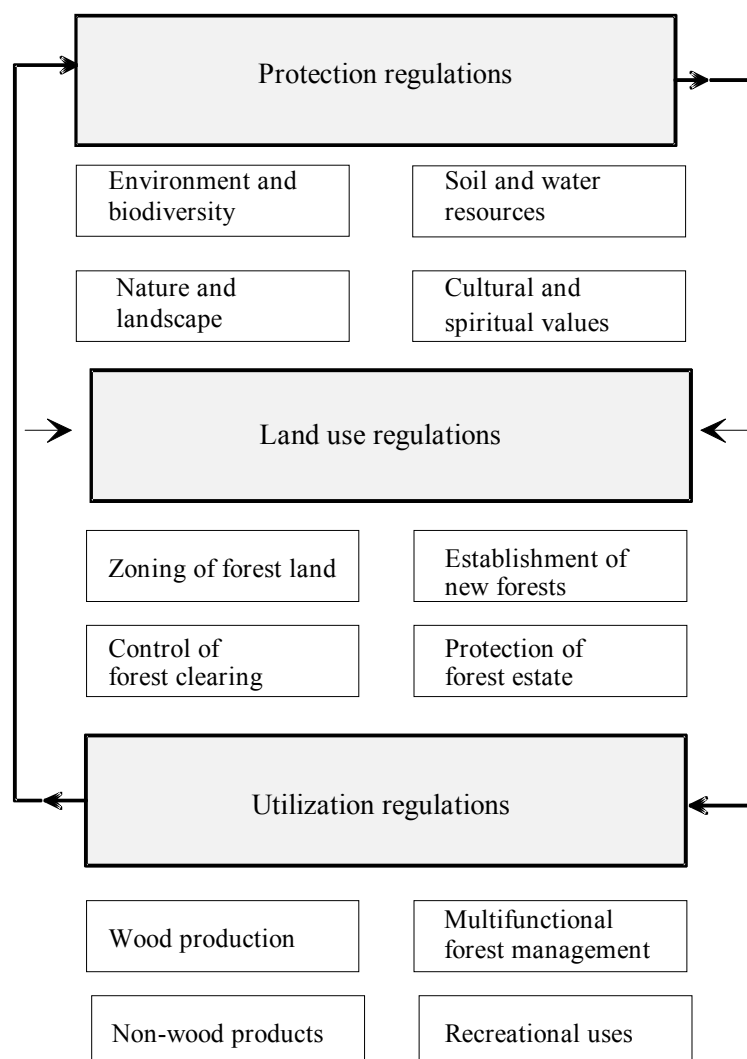 Protection regulations
Environment and
biodiversity
Soil and water
resources
Nature and
landscape
Cultural and
spiritual values
Land use regulations
Zoning of forest land
Establishment of
new forests
Control of
forest clearing
Protection of
forest estate
Utilization regulations
Wood production
Multifunctional
forest management
Non-wood products
Recreational uses